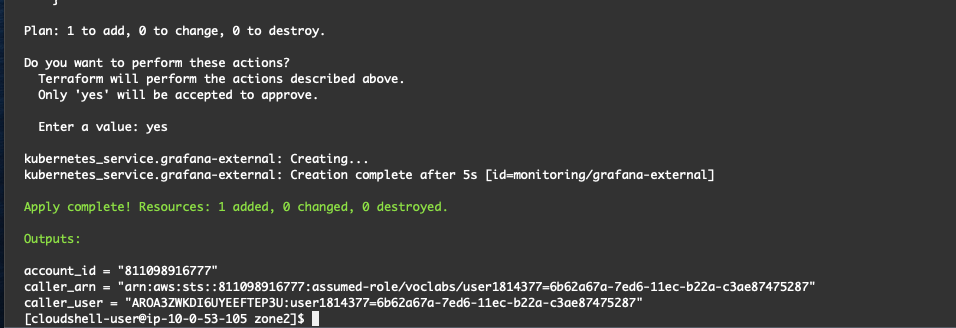 Plan: 1 to add, 0 to change, 0 to destroy.
Do you want to perform these actions?
Terraform will perform the actions described above.
Only 'yes' will be accepted to approve.
Enter a value: yes
kubernetes_service.grafana-external: Creating...
kubernetes_service.grafana-external: Creation complete after 5s [id=monitoring/grafana-external]
Apply complete! Resources: 1 added, 0 changed, 0 destroyed.
Outputs:
account_id = "811098916777"
caller_arn = "arn:aws:sts::811098916777:assumed-role/voclabs/user1814377=6b62a67a-7ed6-11ec-b22a-c3ae87475287"
caller_user = "AROA3ZWKDI6UYEEFTEP3U:user1814377=6b62a67a-7ed6-11ec-b22a-c3ae87475287"
[cloudshell-user@ip-10-0-53-105 zone2]$